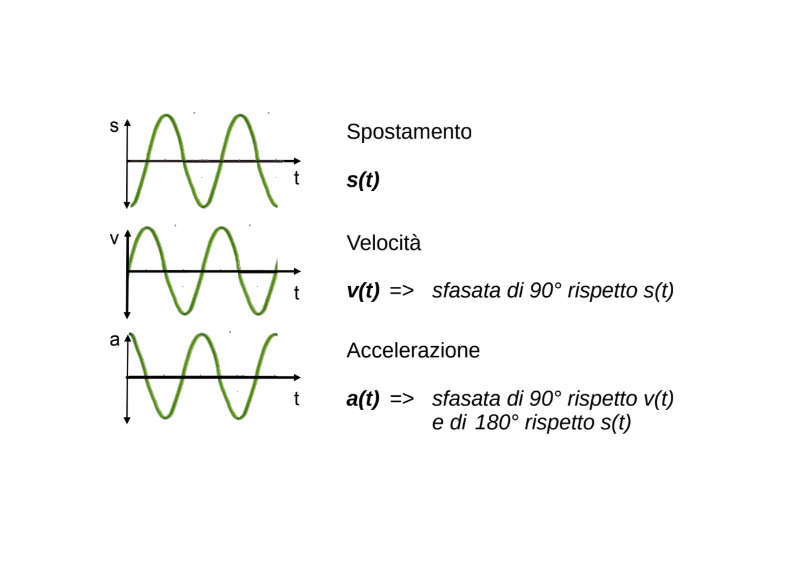 s
t
Spostamento
s(t)
v
t
Velocità
v(t) => sfasata di 90° rispetto s(t)
a
t
Accelerazione
a(t) => sfasata di 90° rispetto v(t)
e di 180° rispetto s(t)